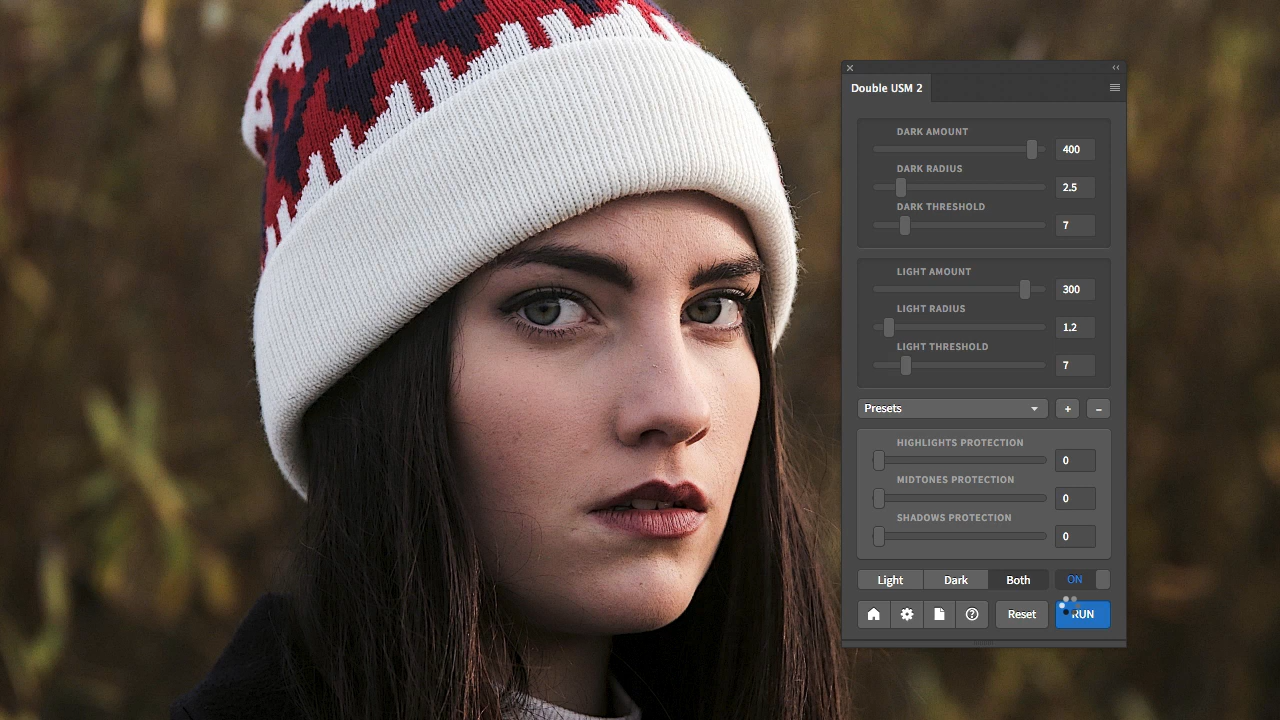 Double USM 2
DARK AMOUNT
400
DARK RADIUS
2.5
DARK THRESHOLD
7
LIGHT AMOUNT
300
LIGHT RADIUS
1.2
LIGHT THRESHOLD
7
Presets
+ –
HIGHLIGHTS PROTECTION
0
MIDTONES PROTECTION
0
SHADOWS PROTECTION
0
Light Dark Both ON
Reset RUN